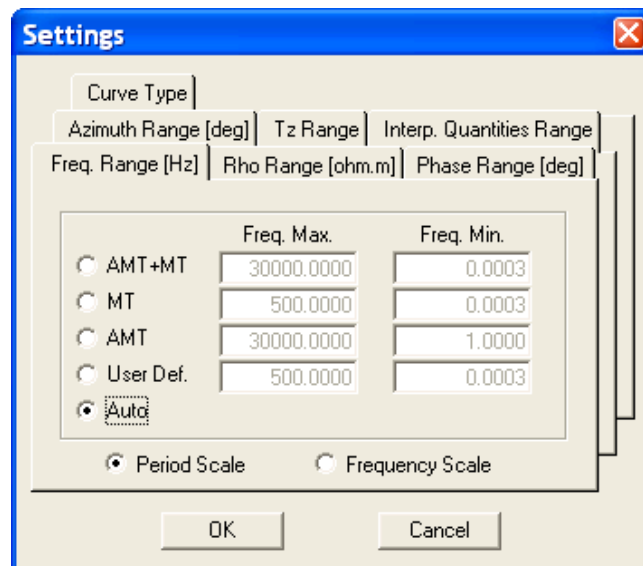 Settings
Curve Type
Azimuth Range [deg] Tz Range Interp. Quantities Range
Freq. Range [Hz] Rho Range [ohm.m] Phase Range [deg]
Freq. Max. Freq. Min.
AMT+MT 30000.0000 0.0003
MT 500.0000 0.0003
AMT 30000.0000 1.0000
User Def. 500.0000 0.0003
Auto
Period Scale Frequency Scale
OK Cancel